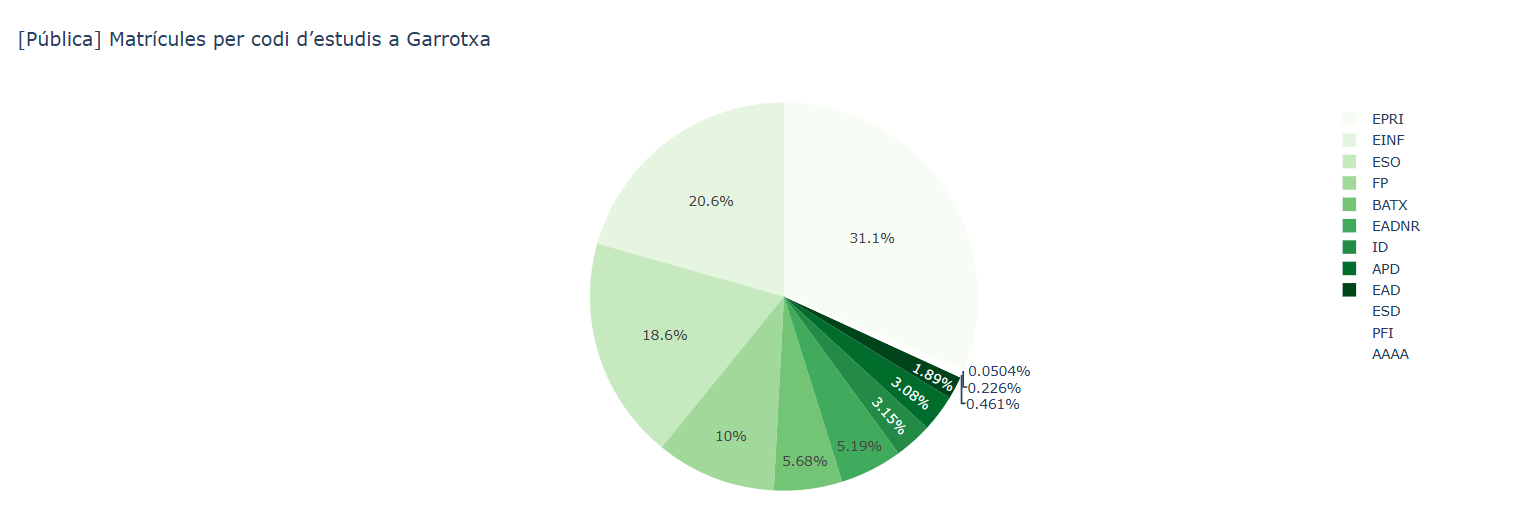 [Pública] Matrícules per codi d’estudis a Garrotxa
31.1%
20.6%
18.6%
10%
5.68%
5.19%
3.15%
3.08%
1.89%
0.0504%
0.226%
0.461%
EPRI
EINF
ESO
FP
BATX
EADNR
ID
APD
EAD
ESD
PFI
AAAA